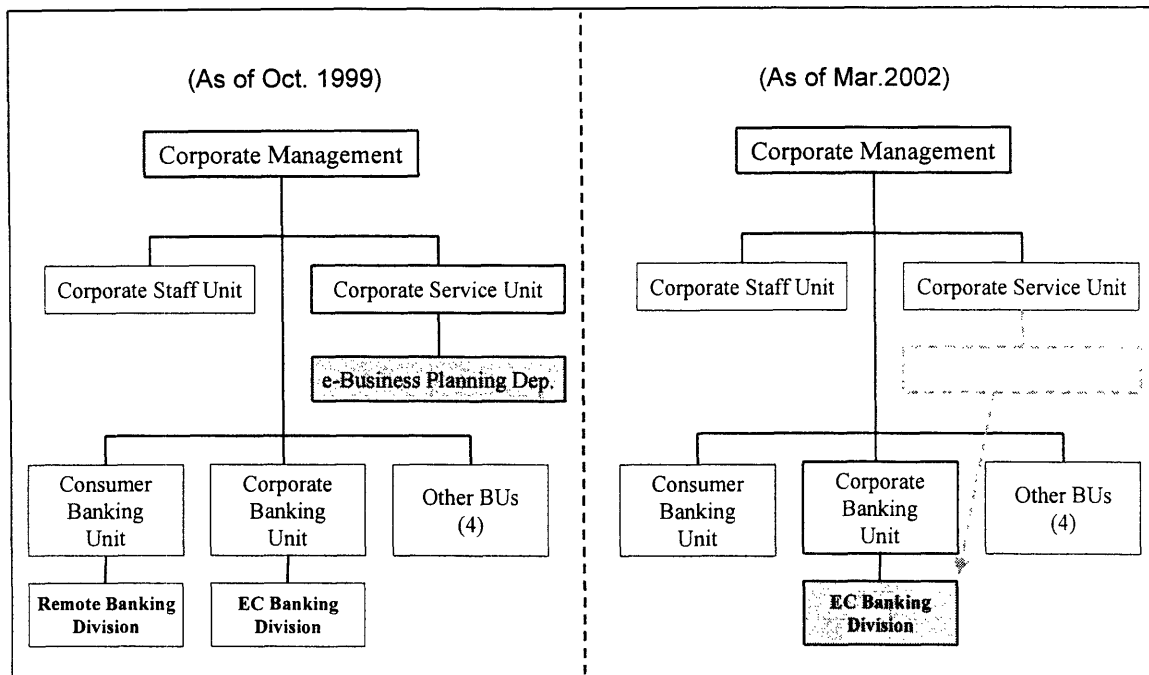 (As of Oct. 1999)
Corporate Management
Corporate Staff Unit
Corporate Service Unit
e-Business Planning Dep.
Consumer
Banking
Unit
Corporate
Banking
Unit
Other BUs
(4)
Remote Banking
Division
EC Banking
Division
(As of Mar.2002)
Corporate Management
Corporate Staff Unit
Corporate Service Unit
Consumer
Banking
Unit
Corporate
Banking
Unit
Other BUs
(4)
EC Banking
Division